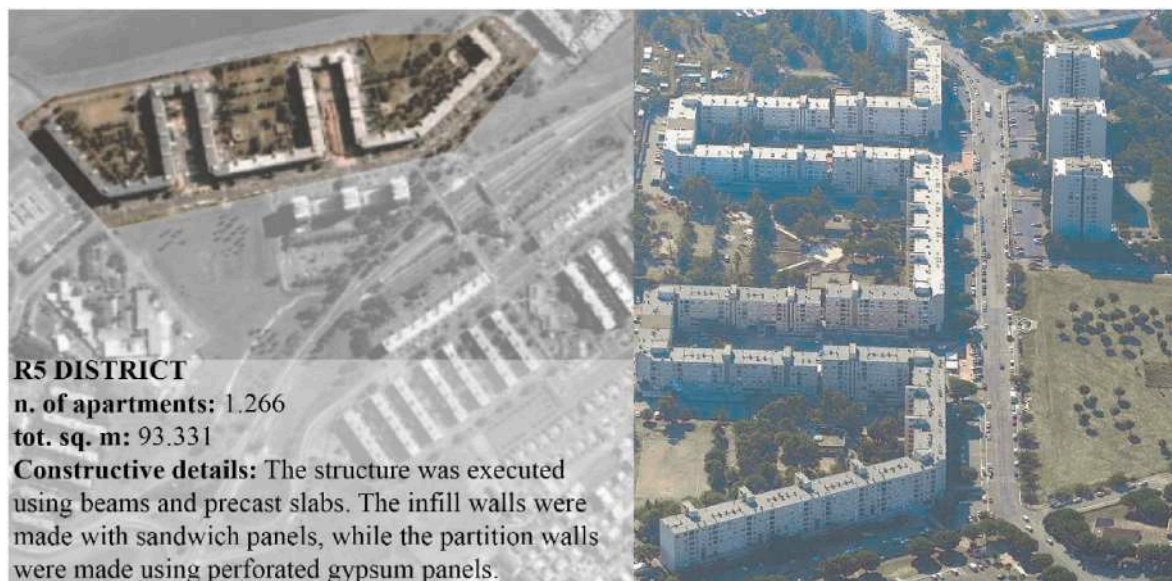 R5 DISTRICT
n. of apartments: 1.266
tot. sq. m: 93.331
Constructive details: The structure was executed
using beams and precast slabs. The infill walls were
made with sandwich panels, while the partition walls
were made using perforated gypsum panels.